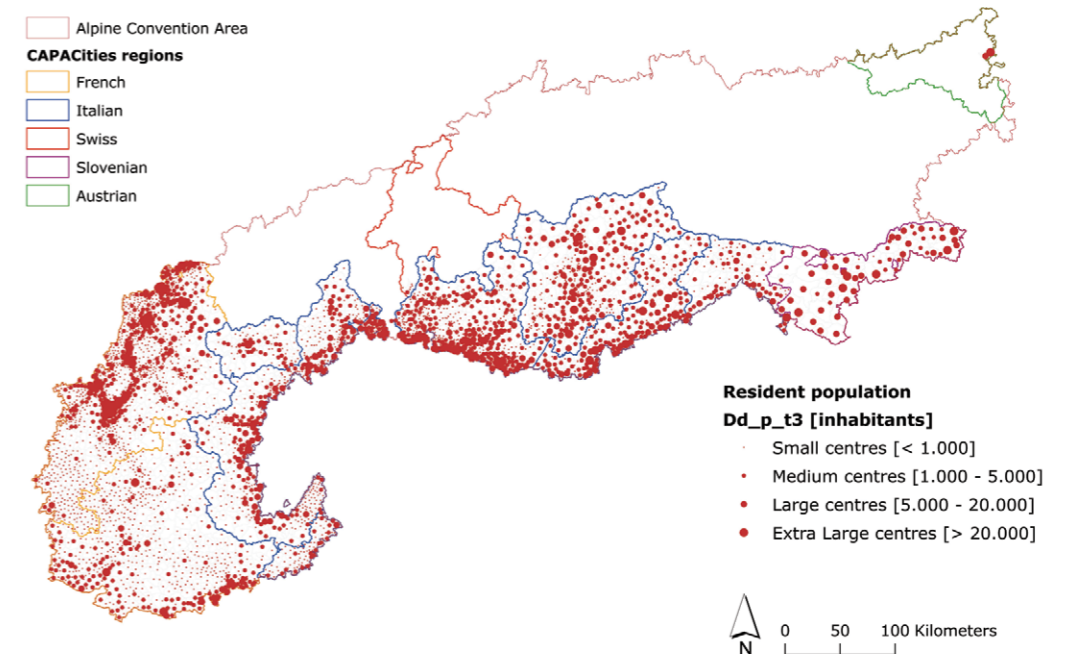 Alpine Convention Area
CAPACities regions
French
Italian
Swiss
Slovenian
Austrian
Resident population
Dd_p_t3 [inhabitants]
Small centres [< 1.000]
Medium centres [1.000 - 5.000]
Large centres [5.000 - 20.000]
Extra Large centres [> 20.000]
0 50 100 Kilometers
N